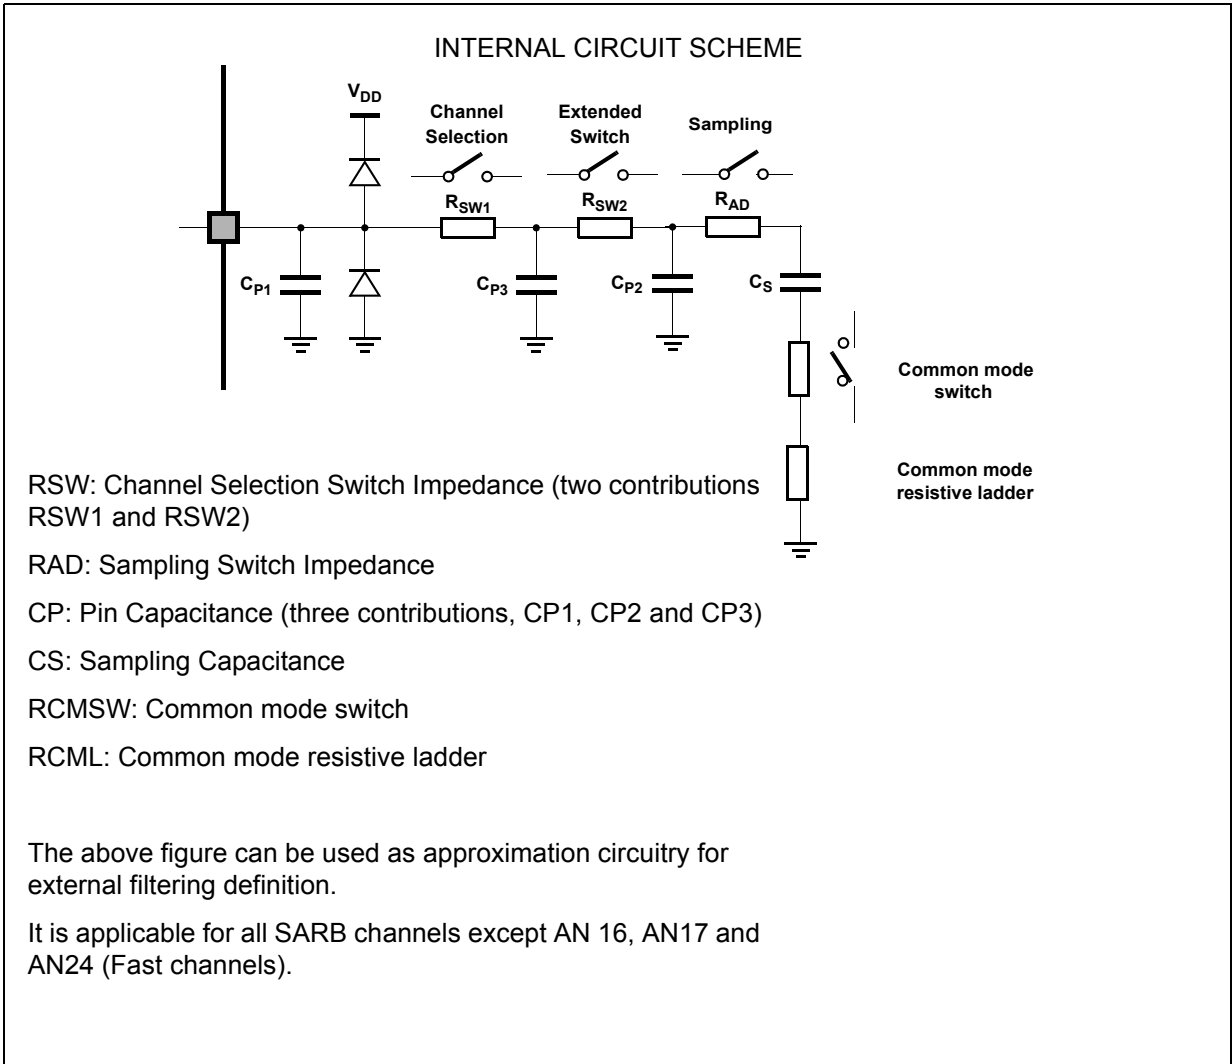 INTERNAL CIRCUIT SCHEME
VDD
Channel
Selection
Extended
Switch
Sampling
RSW1
RSW2
RAD
CP1
CP3
CP2
CS
Common mode
switch
Common mode
resistive ladder
RSW: Channel Selection Switch Impedance (two contributions
RSW1 and RSW2)
RAD: Sampling Switch Impedance
CP: Pin Capacitance (three contributions, CP1, CP2 and CP3)
CS: Sampling Capacitance
RCMSW: Common mode switch
RCML: Common mode resistive ladder
The above figure can be used as approximation circuitry for
external filtering definition.
It is applicable for all SARB channels except AN 16, AN17 and
AN24 (Fast channels).